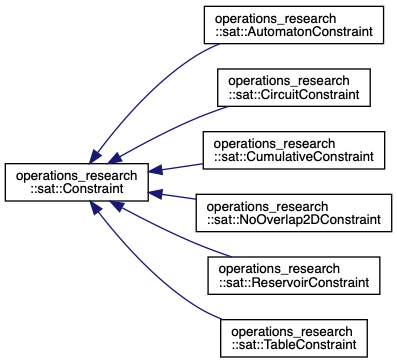 operations_research
::sat::AutomatonConstraint
operations_research
::sat::CircuitConstraint
operations_research
::sat::CumulativeConstraint
operations_research
::sat::Constraint
operations_research
::sat::NoOverlap2DConstraint
operations_research
::sat::ReservoirConstraint
operations_research
::sat::TableConstraint